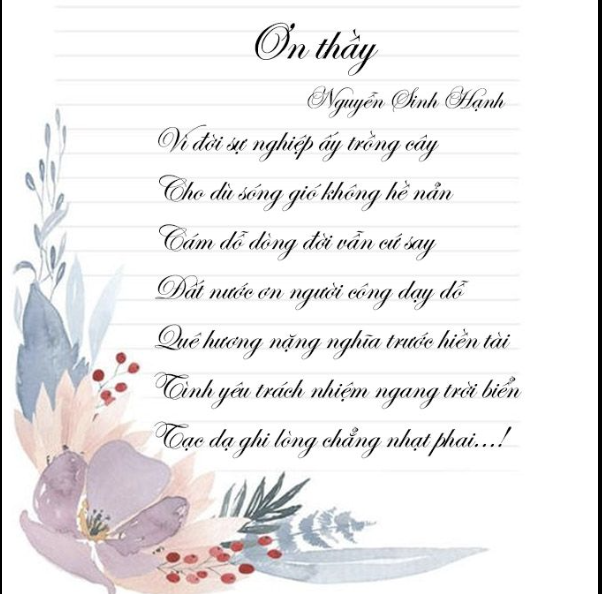 Ơn thầy
Nguyễn Sinh Hạnh
Vì đời sự nghiệp ấy trồng cây
Cho dù sóng gió không hề nản
Cám dỗ dòng đời vẫn cứ say
Đất nước ơn người công dạy dỗ
Quê hương nặng nghĩa trước hiền tài
Tình yêu trách nhiệm ngang trời biển
Tạc dạ ghi lòng chẳng nhạt phai...!